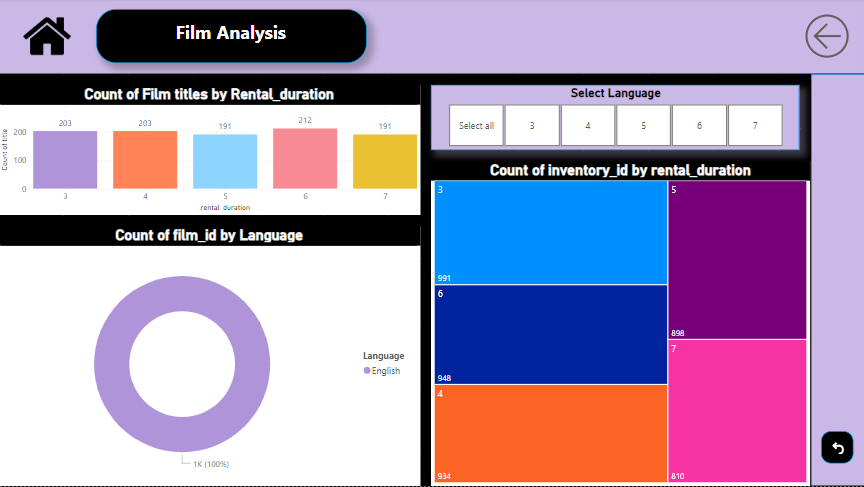 Film Analysis
Count of Film titles by Rental_duration
Count of title
200
100
0
203
203
191
212
191
3
4
5
6
7
rental_duration
Select Language
Select all
3
4
5
6
7
Count of film_id by Language
Language
English
1K (100%)
Count of inventory_id by rental_duration
3
991
6
948
4
934
5
898
7
810